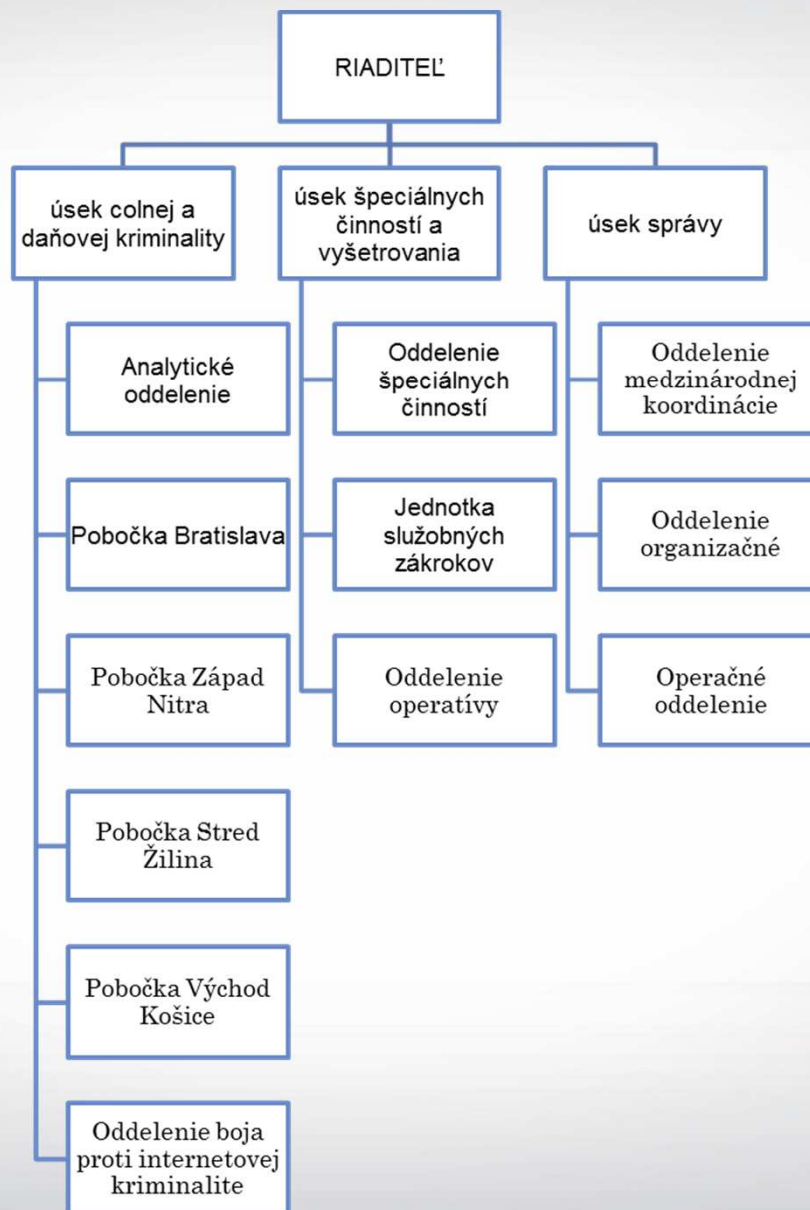 RIADITEĽ
úsek colnej a
daňovej kriminality
Analytické
oddelenie
Pobočka Bratislava
Pobočka Západ
Nitra
Pobočka Stred
Žilina
Pobočka Východ
Košice
Oddelenie boja
proti internetovej
kriminalite
úsek špeciálnych
činností a
vyšetrovania
Oddelenie
špeciálnych
činností
Jednotka
služobných
zákrokov
Oddelenie
operatívy
úsek správy
Oddelenie
medzinárodnej
koordinácie
Oddelenie
organizačné
Operačné
oddelenie